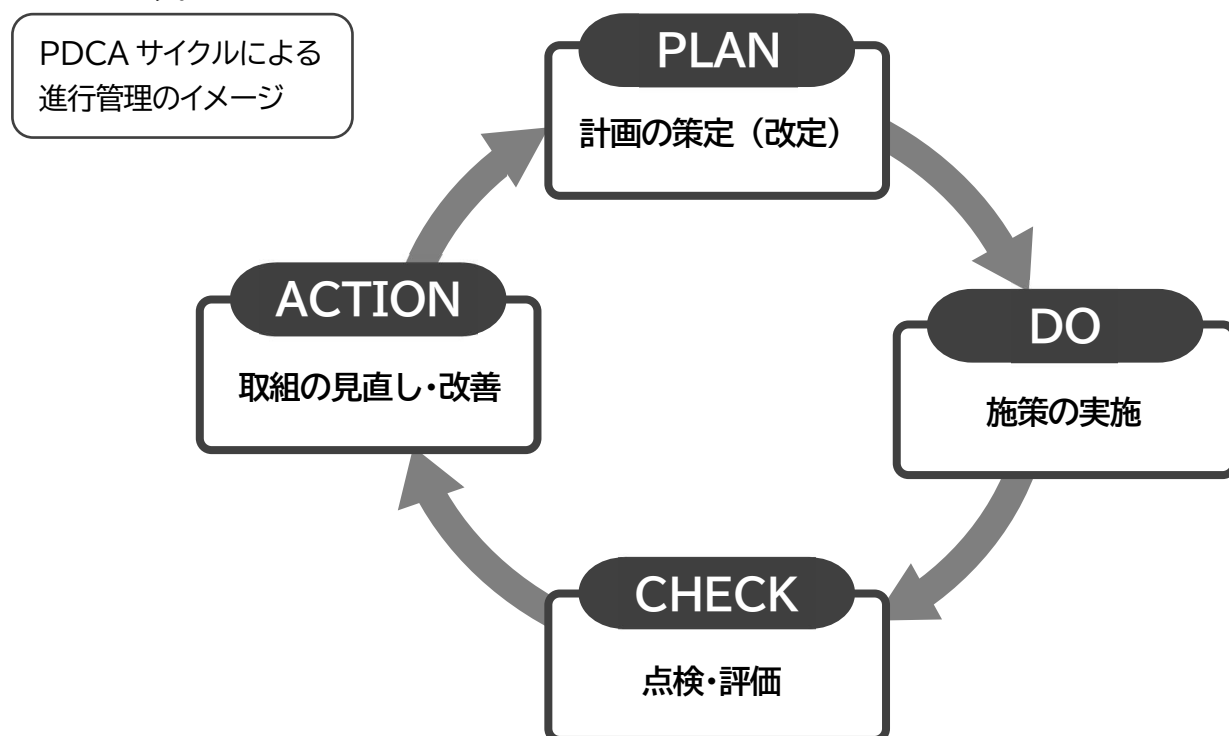 PDCA サイクルによる
進行管理のイメージ
PLAN
計画の策定（改定）
DO
施策の実施
CHECK
点検・評価
ACTION
取組の見直し・改善